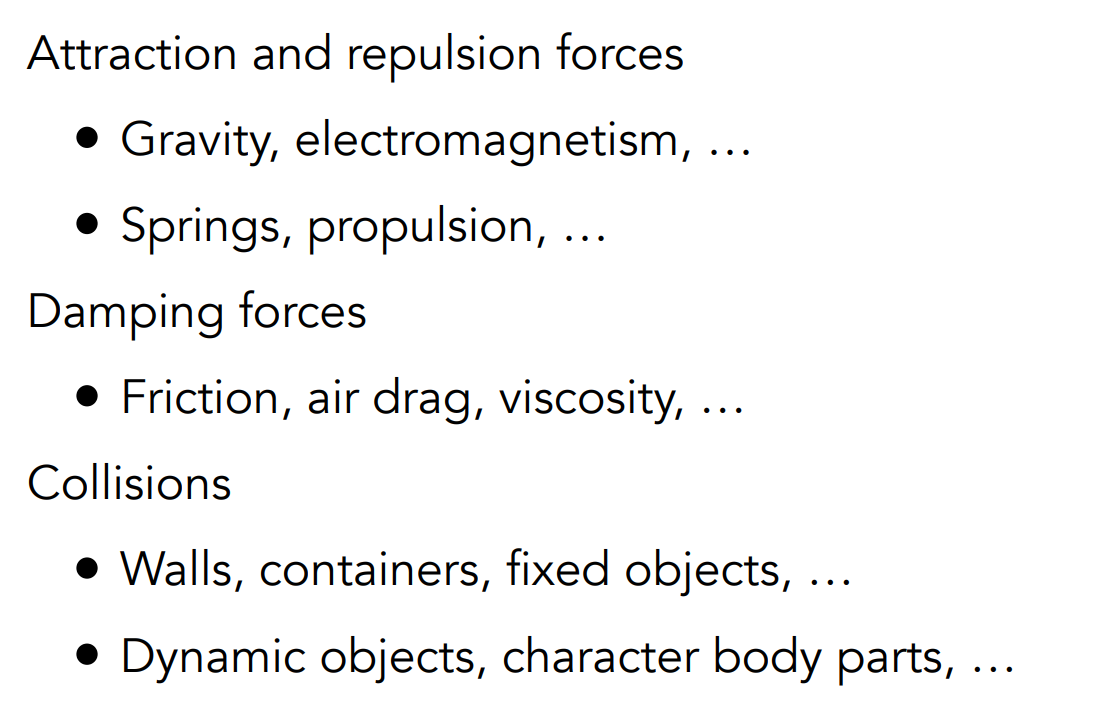 Attraction and repulsion forces
● Gravity, electromagnetism, …
● Springs, propulsion, …
Damping forces
● Friction, air drag, viscosity, …
Collisions
● Walls, containers, fixed objects, …
● Dynamic objects, character body parts, …